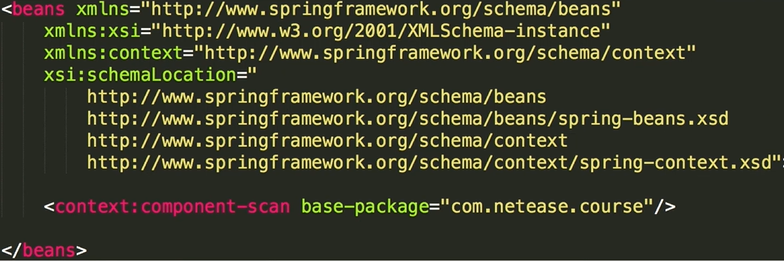 <beans xmlns="http://www.springframework.org/schema/beans"
xmlns:xsi="http://www.w3.org/2001/XMLSchema-instance"
xmlns:context="http://www.springframework.org/schema/context"
xsi:schemaLocation="
http://www.springframework.org/schema/beans
http://www.springframework.org/schema/beans/spring-beans.xsd
http://www.springframework.org/schema/context
http://www.springframework.org/schema/context/spring-context.xsd">
<context:component-scan base-package="com.netease.course"/>
</beans>